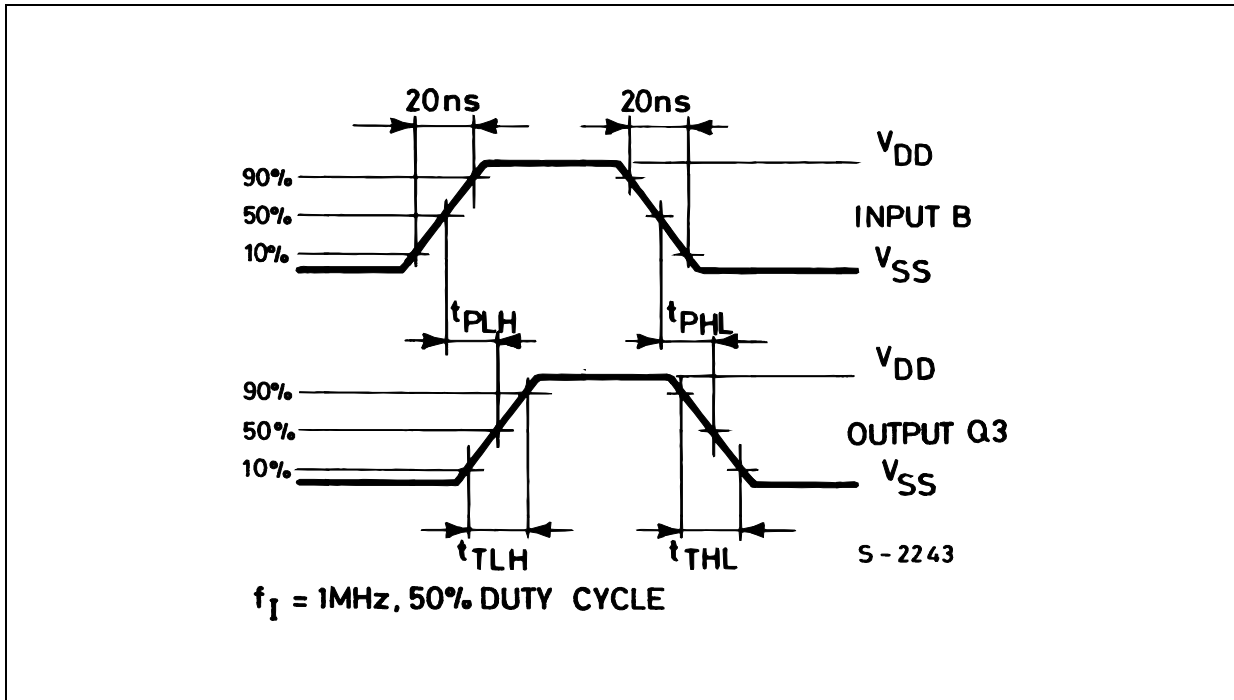 20ns 20ns
VDD
90%
50% INPUT B
10% VSS
tPLH tPHL
VDD
90%
50% OUTPUT Q3
10% VSS
tTLH tTHL S-2243
fI = 1MHz, 50% DUTY CYCLE